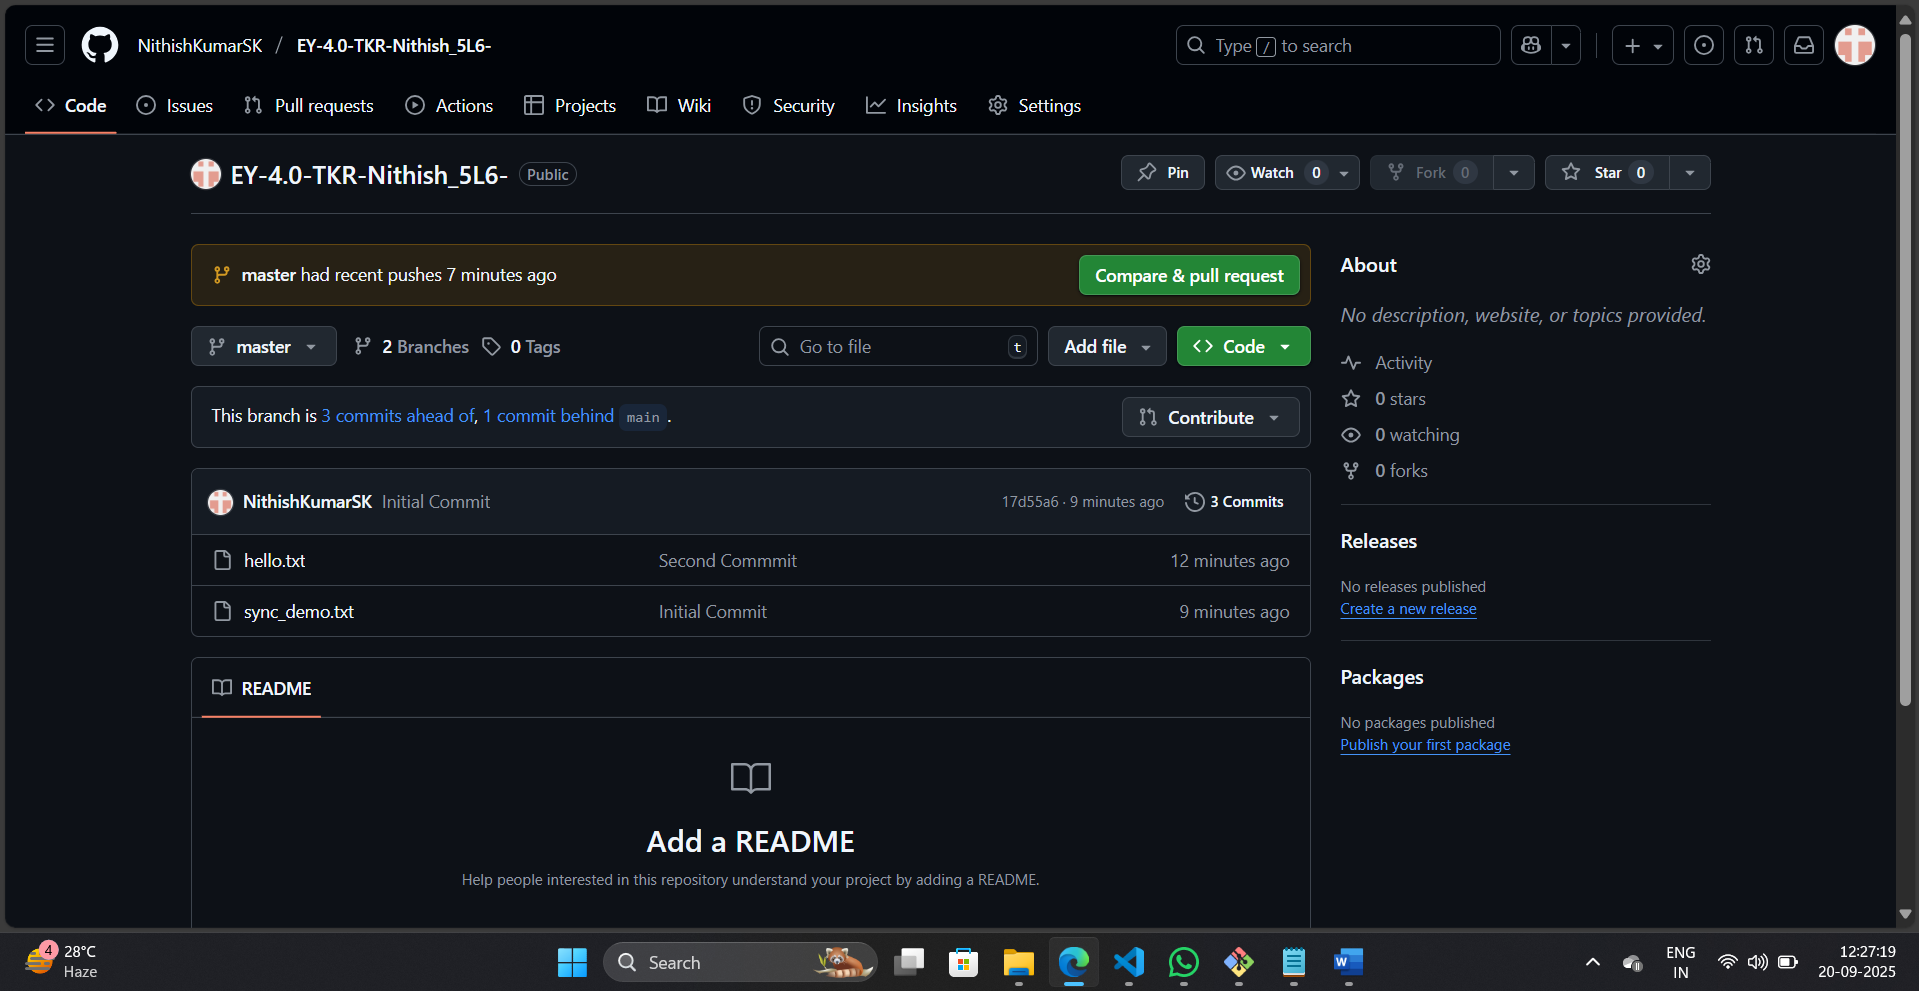 NithishKumarSK / EY-4.0-TKR-Nithish_5L6-
Type / to search
Code Issues Pull requests Actions Projects Wiki Security Insights Settings
EY-4.0-TKR-Nithish_5L6- Public
Pin Watch 0 Fork 0 Star 0
master had recent pushes 7 minutes ago
Compare & pull request
master 2 Branches 0 Tags
Go to file t Add file Code
This branch is 3 commits ahead of, 1 commit behind main .
Contribute
NithishKumarSK Initial Commit 17d55a6 · 9 minutes ago 3 Commits
hello.txt Second Commmit 12 minutes ago
sync_demo.txt Initial Commit 9 minutes ago
README
Add a README
Help people interested in this repository understand your project by adding a README.
About
No description, website, or topics provided.
Activity
0 stars
0 watching
0 forks
Releases
No releases published
Create a new release
Packages
No packages published
Publish your first package
4
28°C
Haze
Search
W
ENG
IN
12:27:19
20-09-2025